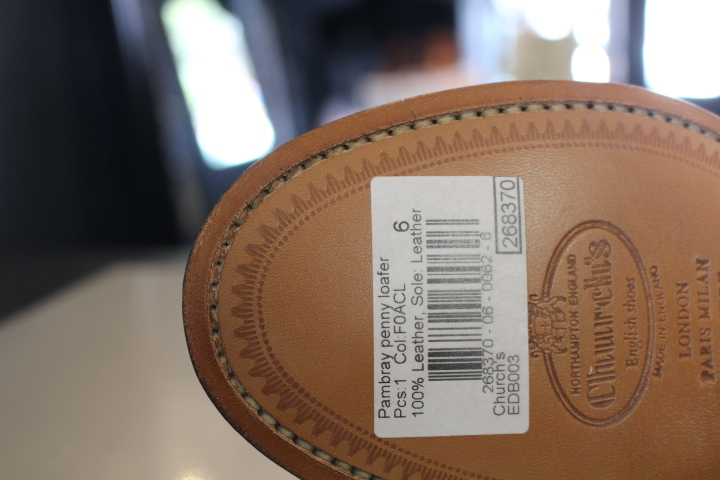 Pambray penny loafer
Pcs:1 Col:F0ACL 6
100% Leather, Sole: Leather
268370 - 06 - 0062 - 6
Church's
EDB003
268370
NORTHAMPTON ENGLAND
Church's
English shoes
MADE IN ENGLAND
LONDON
PARIS MILAN